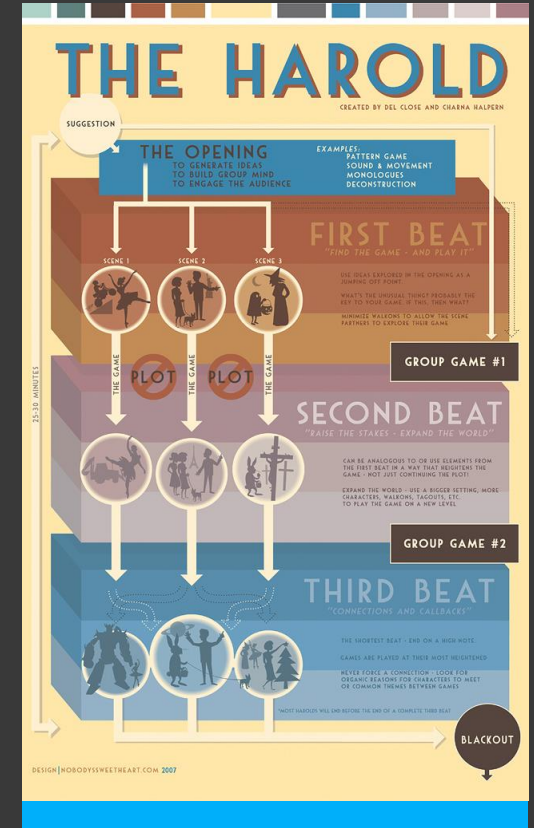 THE HAROLD
CREATED BY DEL CLOSE AND CHARNA HALPERN
SUGGESTION
THE OPENING
TO GENERATE IDEAS
TO BUILD GROUP MIND
TO ENGAGE THE AUDIENCE
EXAMPLES:
PATTERN GAME
SOUND & MOVEMENT
MONOLOGUES
DECONSTRUCTION
FIRST BEAT
"FIND THE GAME - AND PLAY IT"
SCENE 1
SCENE 2
SCENE 3
USE IDEAS EXPLORED IN THE OPENING AS A
JUMPING OFF POINT.
WHAT'S THE UNUSUAL THING? PROBABLY THE
KEY TO YOUR GAME. IF THIS, THEN WHAT?
MINIMIZE WALKONS TO ALLOW THE SCENE
PARTNERS TO EXPLORE THEIR GAME
GROUP GAME #1
THE GAME
PLOT
THE GAME
PLOT
THE GAME
25-30 MINUTES
SECOND BEAT
"RAISE THE STAKES - EXPAND THE WORLD"
CAN BE ANALOGOUS TO OR USE ELEMENTS FROM
THE FIRST BEAT IN A WAY THAT HEIGHTENS THE
GAME - NOT JUST CONTINUING THE PLOT!
EXPAND THE WORLD - USE A BIGGER SETTING, MORE
CHARACTERS, WALKONS, TAGOUTS, ETC.
TO PLAY THE GAME ON A NEW LEVEL
GROUP GAME #2
THIRD BEAT
"CONNECTIONS AND CALLBACKS"
THE SHORTEST BEAT - END ON A HIGH NOTE.
GAMES ARE PLAYED AT THEIR MOST HEIGHTENED
NEVER FORCE A CONNECTION - LOOK FOR
ORGANIC REASONS FOR CHARACTERS TO MEET
OR COMMON THEMES BETWEEN GAMES
*MOST HAROLDS WILL END BEFORE THE END OF A COMPLETE THIRD BEAT
BLACKOUT
DESIGN|NOBODYSSWEETHEART.COM 2007